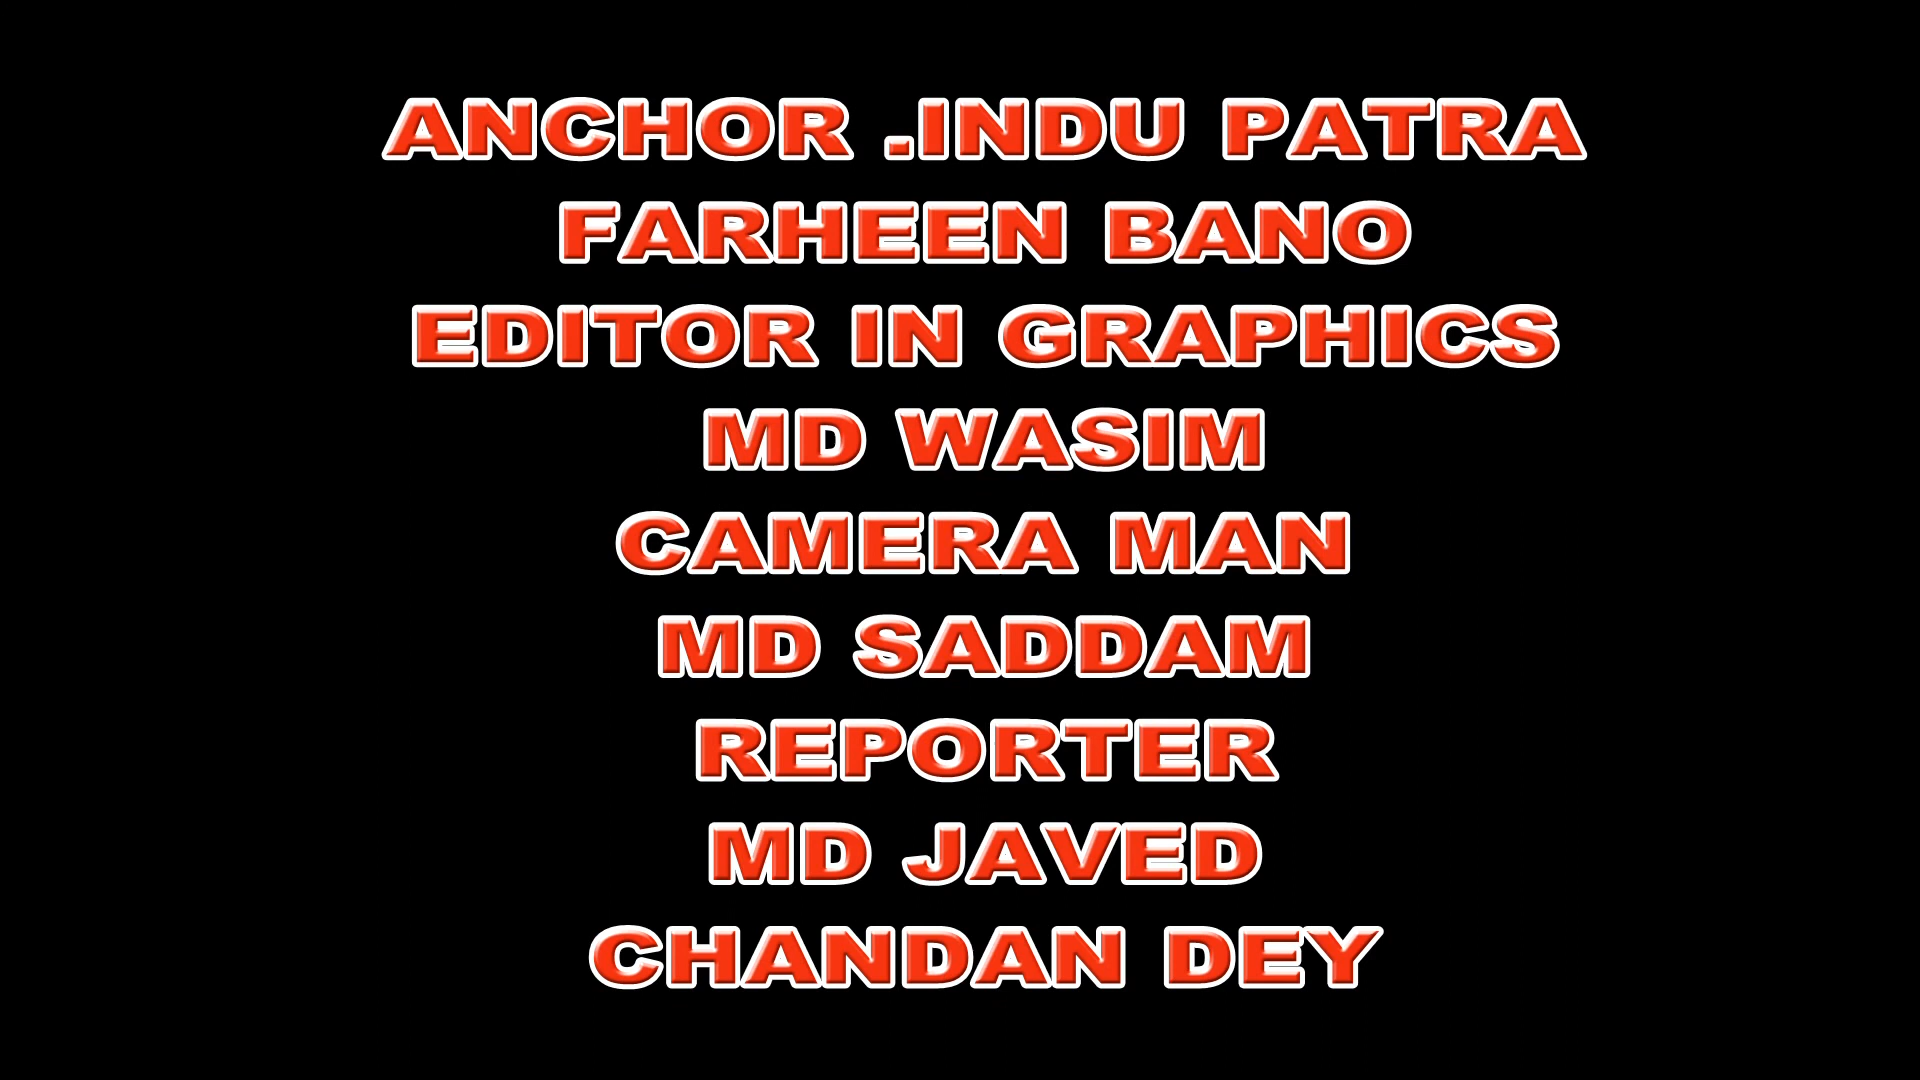 ANCHOR .INDU PATRA
FARHEEN BANO
EDITOR IN GRAPHICS
MD WASIM
CAMERA MAN
MD SADDAM
REPORTER
MD JAVED
CHANDAN DEY